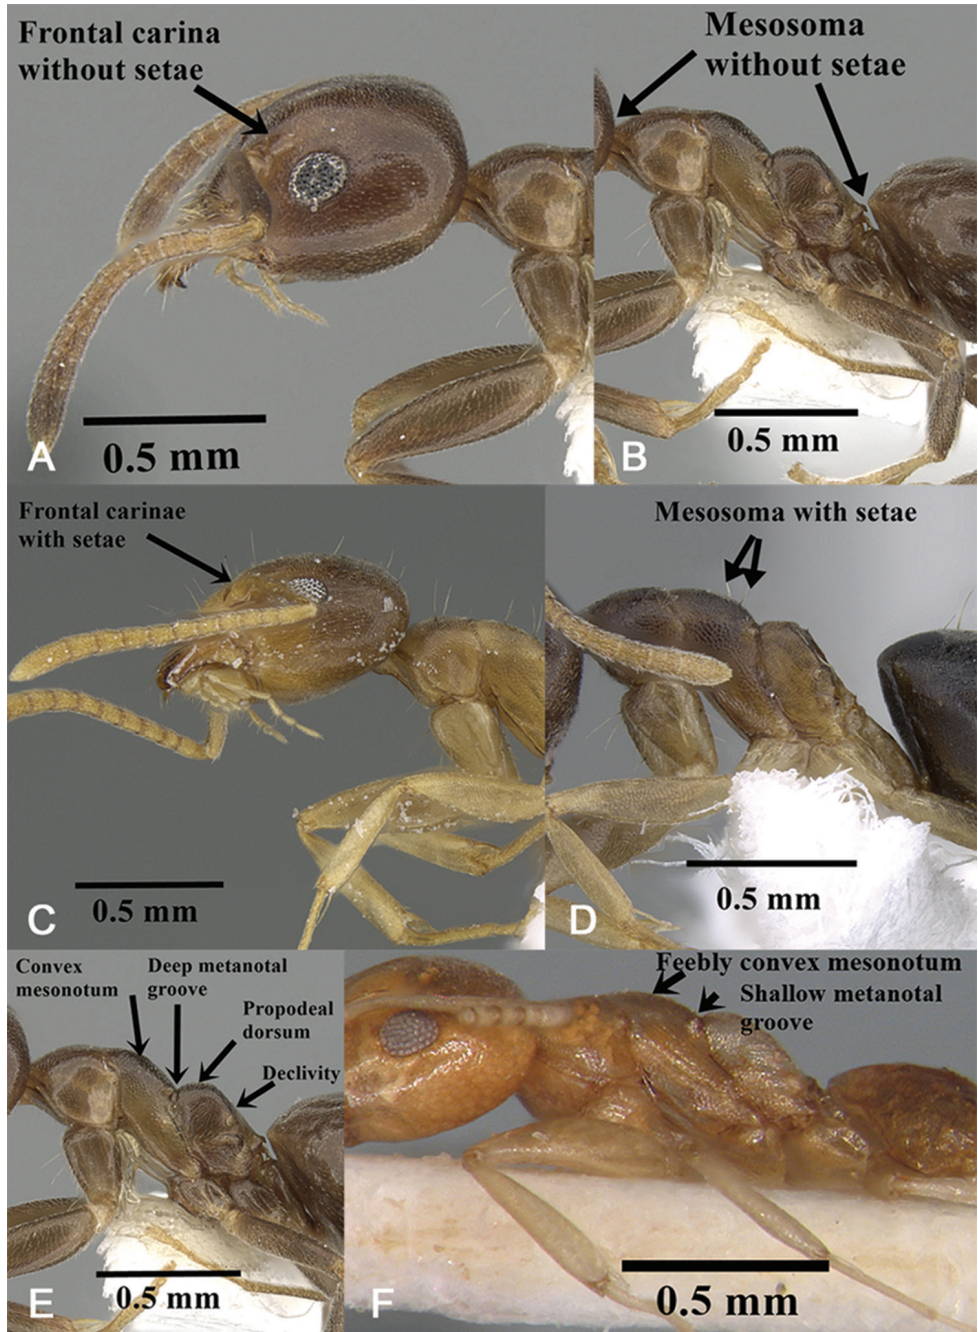 Frontal carina
without setae
0.5 mm
A
Mesosoma
without setae
0.5 mm
B
Frontal carinae
with setae
0.5 mm
C
Mesosoma with setae
0.5 mm
D
Convex
mesonotum
Deep metanotal
groove
Propodeal
dorsum
Declivity
0.5 mm
E
Feebly convex mesonotum
Shallow metanotal
groove
0.5 mm
F